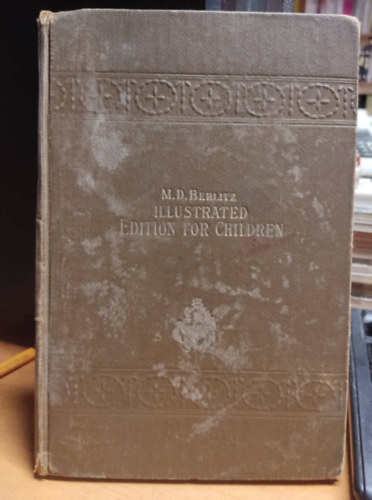 M.D. BERLITZ
ILLUSTRATED
EDITION FOR CHILDREN